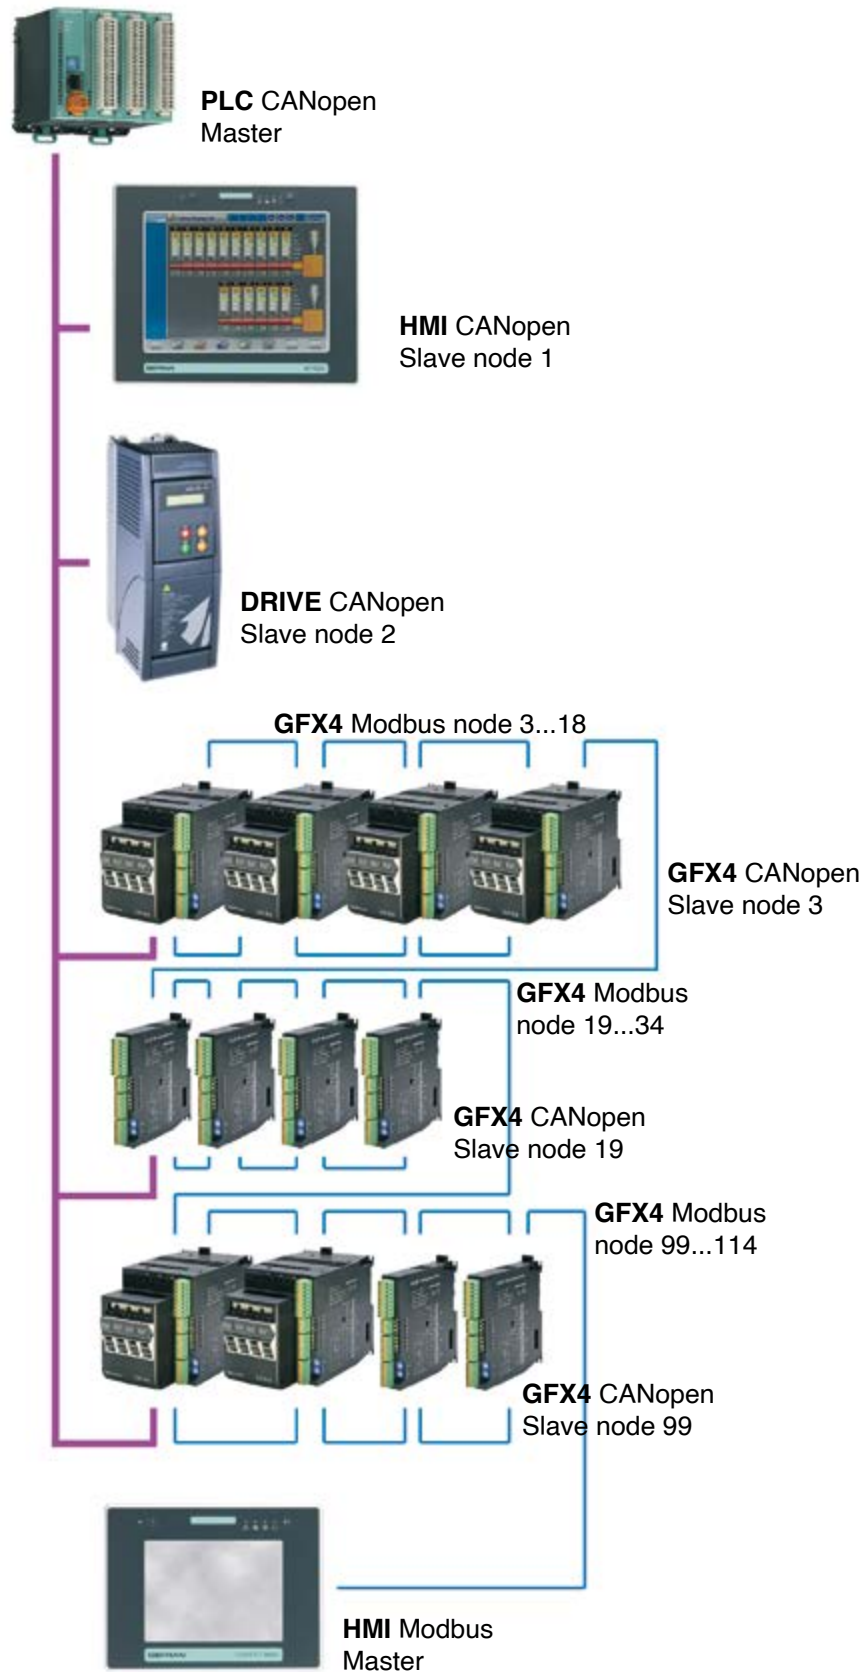 PLC CANopen
Master
HMI CANopen
Slave node 1
DRIVE CANopen
Slave node 2
GFX4 Modbus node 3...18
GFX4 CANopen
Slave node 3
GFX4 Modbus
node 19...34
GFX4 CANopen
Slave node 19
GFX4 Modbus
node 99...114
GFX4 CANopen
Slave node 99
HMI Modbus
Master